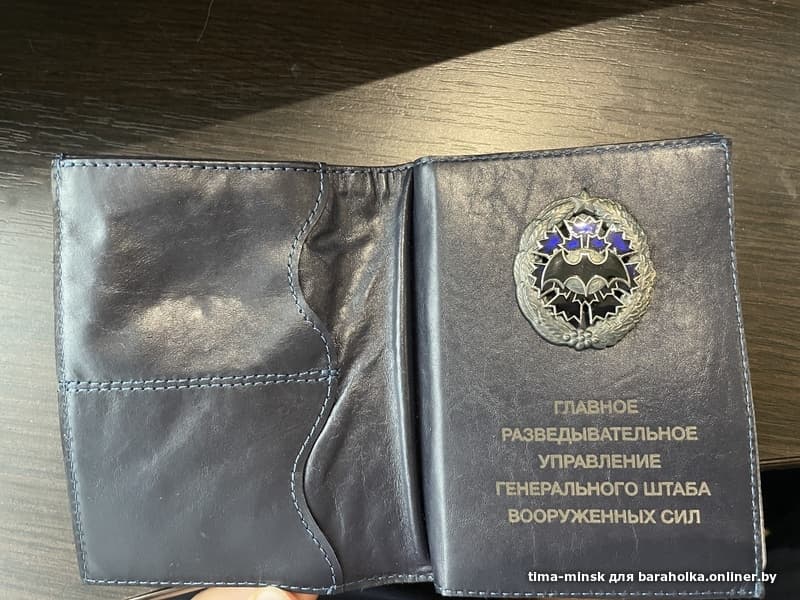 ГЛАВНОЕ
РАЗВЕДЫВАТЕЛЬНОЕ
УПРАВЛЕНИЕ
ГЕНЕРАЛЬНОГО ШТАБА
ВООРУЖЕННЫХ СИЛ
tima-minsk для baraholka.onliner.by